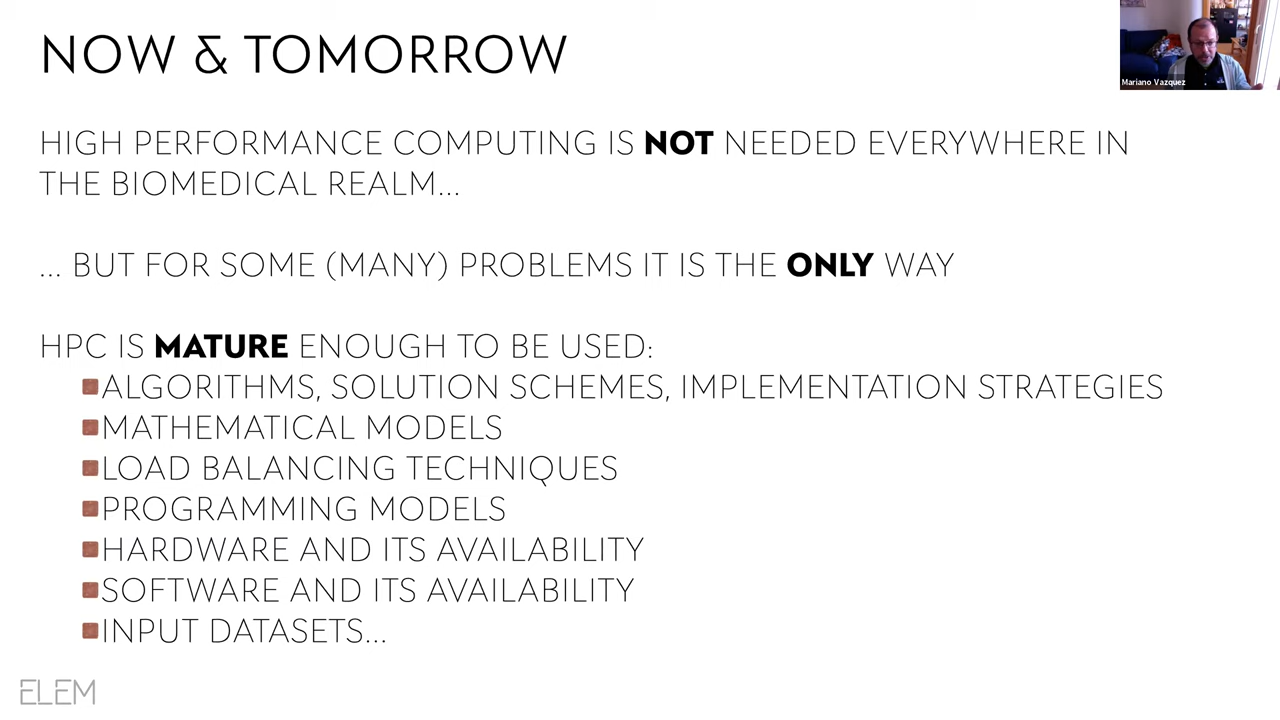 NOW & TOMORROW
Mariano Vazquez
HIGH PERFORMANCE COMPUTING IS NOT NEEDED EVERYWHERE IN
THE BIOMEDICAL REALM...
... BUT FOR SOME (MANY) PROBLEMS IT IS THE ONLY WAY
HPC IS MATURE ENOUGH TO BE USED:
ALGORITHMS, SOLUTION SCHEMES, IMPLEMENTATION STRATEGIES
MATHEMATICAL MODELS
LOAD BALANCING TECHNIQUES
PROGRAMMING MODELS
HARDWARE AND ITS AVAILABILITY
SOFTWARE AND ITS AVAILABILITY
INPUT DATASETS...
ELEM